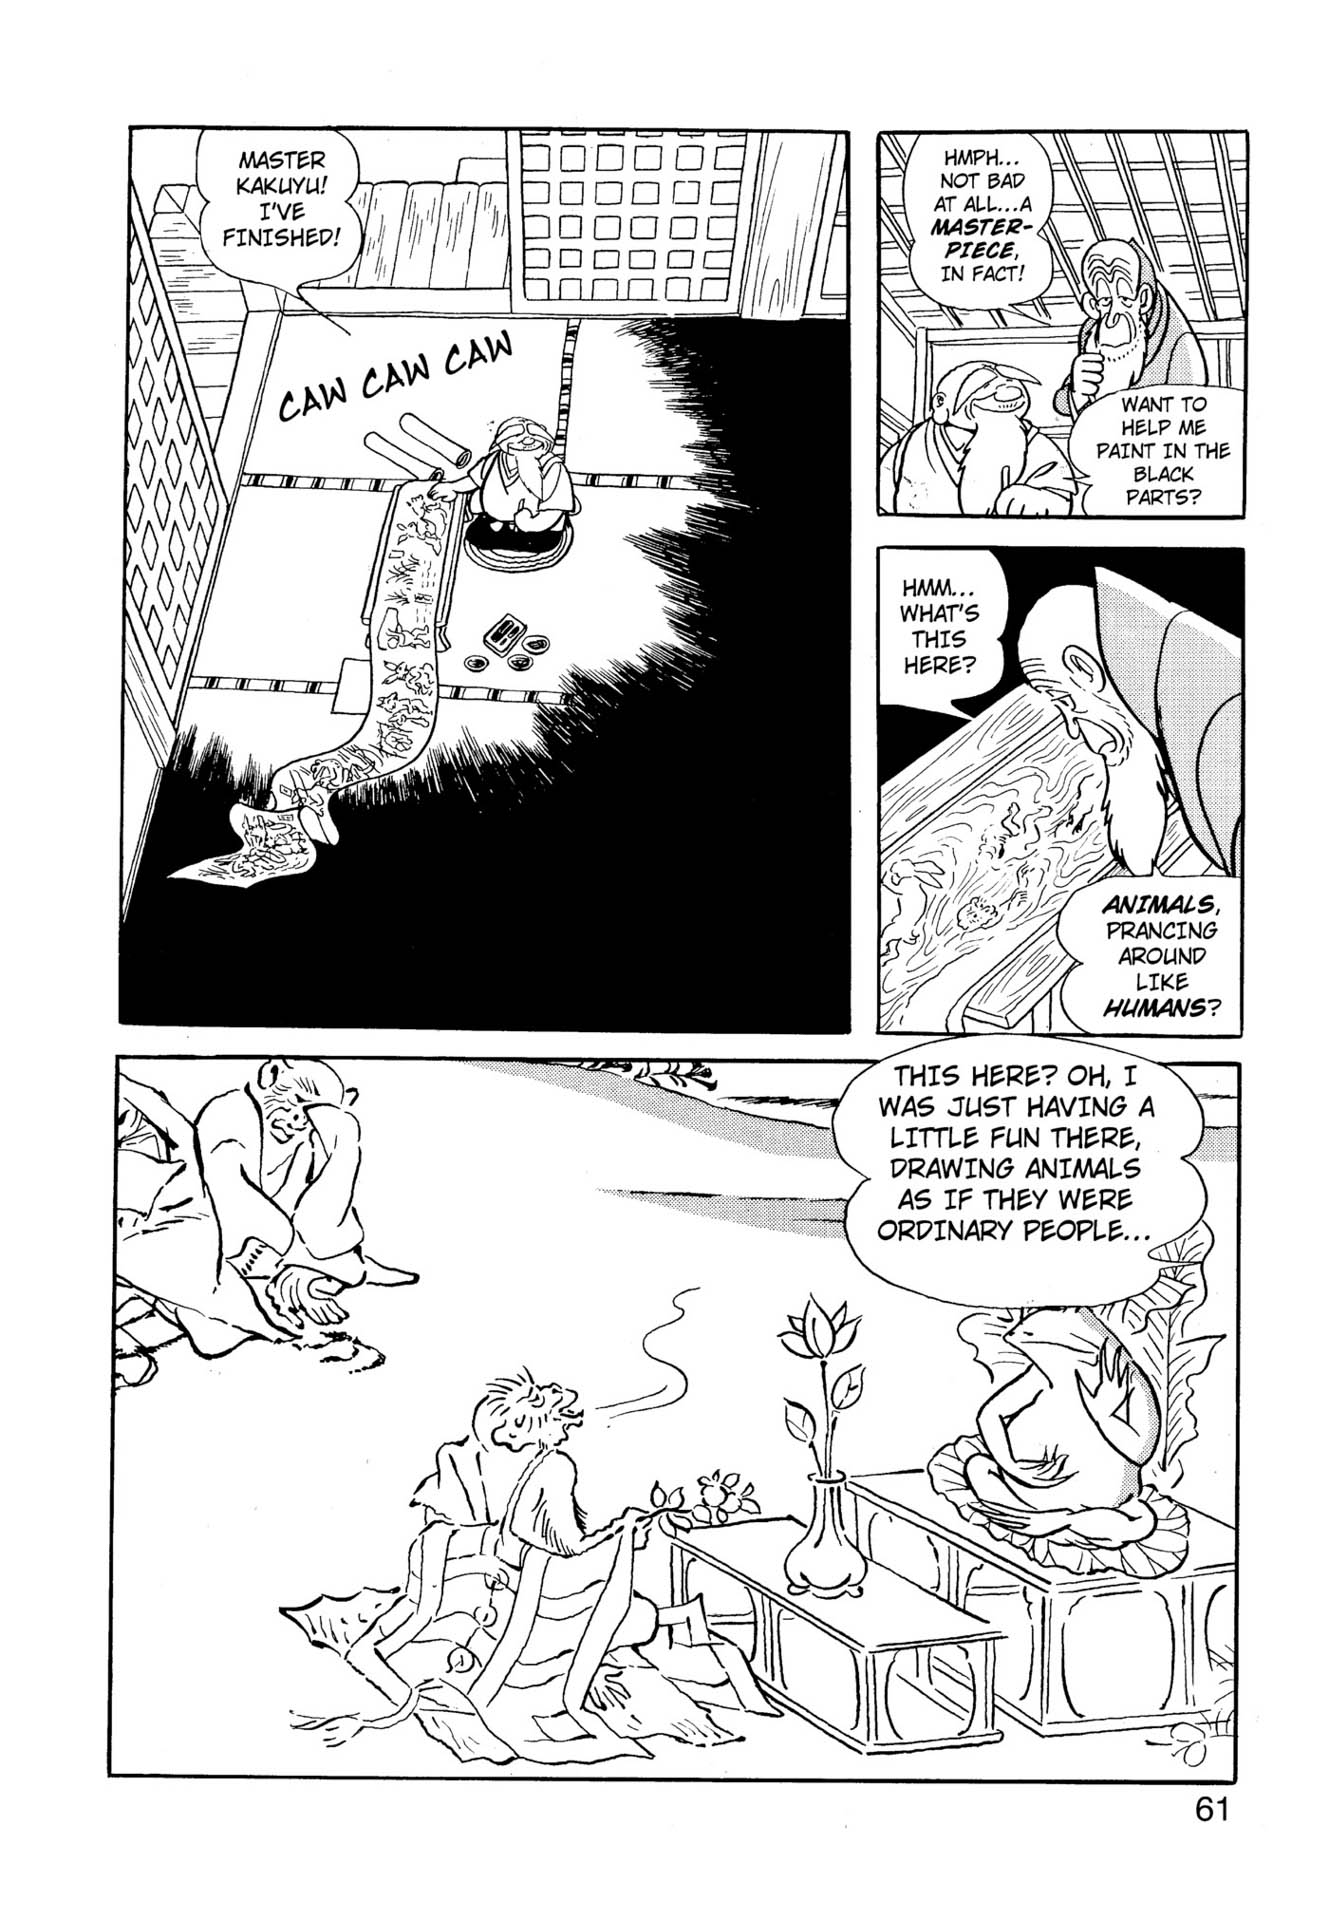 MASTER
KAKUYU!
I'VE
FINISHED!
CAW CAW CAW
HMPH...
NOT BAD
AT ALL...A
MASTER-
PIECE,
IN FACT!
WANT TO
HELP ME
PAINT IN THE
BLACK
PARTS?
HMM...
WHAT'S
THIS
HERE?
ANIMALS,
PRANCING
AROUND
LIKE
HUMANS?
THIS HERE? OH, I
WAS JUST HAVING A
LITTLE FUN THERE,
DRAWING ANIMALS
AS IF THEY WERE
ORDINARY PEOPLE...
61